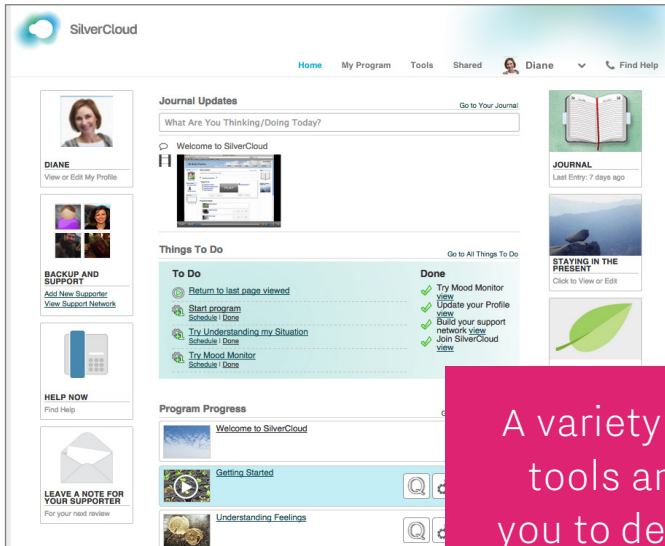 SilverCloud
Home My Program Tools Shared Diane Find Help
DIANE
View or Edit My Profile
BACKUP AND
SUPPORT
Add New Supporter
View Support Network
HELP NOW
Find Help
LEAVE A NOTE FOR
YOUR SUPPORTER
For your next review
Journal Updates
Go to Your Journal
What Are You Thinking/Doing Today?
Welcome to SilverCloud
Things To Do
Go to All Things To Do
To Do
Return to last page viewed
Start program
Schedule | Done
Try Understanding my Situation
Schedule | Done
Try Mood Monitor
Schedule | Done
Done
Try Mood Monitor
view
Update your Profile
view
Build your support
network view
Join SilverCloud
view
Program Progress
Welcome to SilverCloud
Getting Started
Understanding Feelings
JOURNAL
Last Entry: 7 days ago
STAYING IN THE
PRESENT
Click to View or Edit
A variety
tools an
you to de